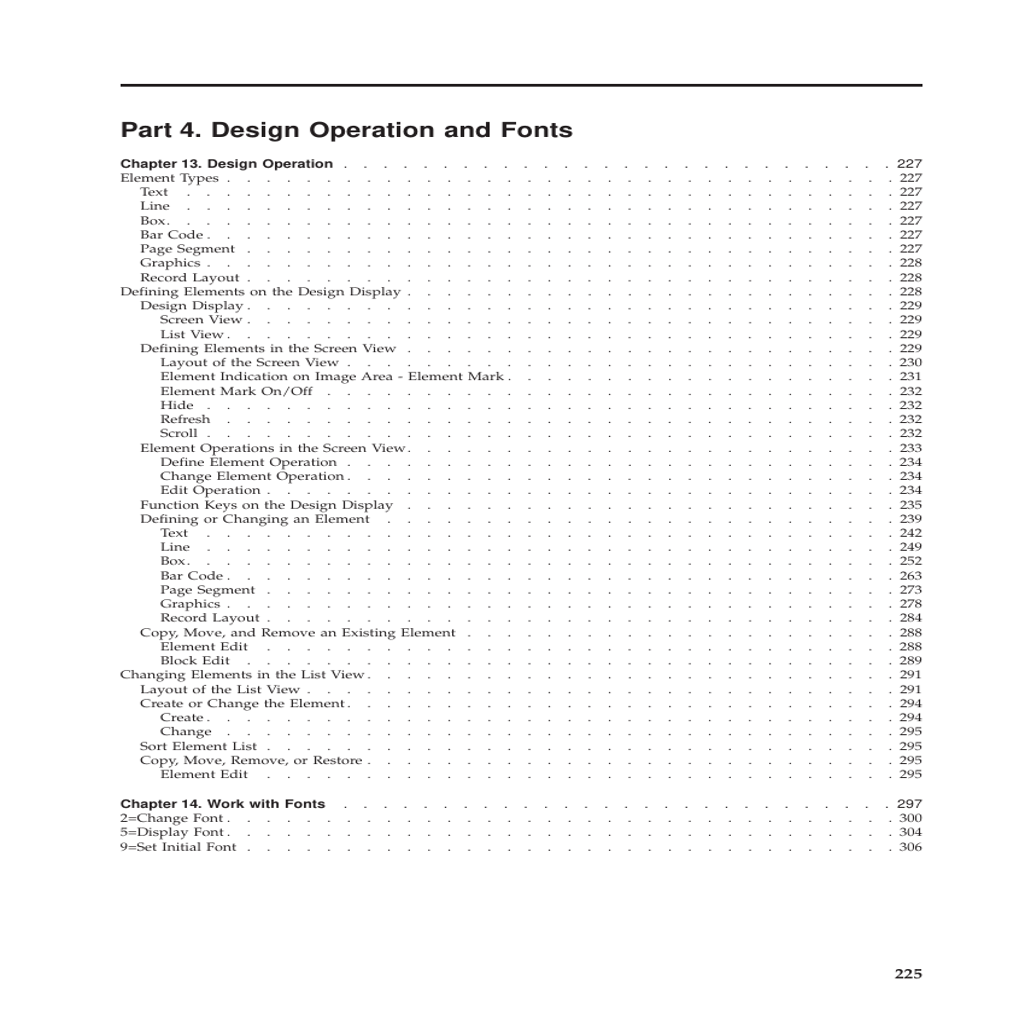 Part 4. Design Operation and Fonts
Chapter 13. Design Operation . . . . . . . . . . . . . . . . . . . . . . . . . . . . 227
Element Types . . . . . . . . . . . . . . . . . . . . . . . . . . . . . . . . . . 227
Text . . . . . . . . . . . . . . . . . . . . . . . . . . . . . . . . . . . . 227
Line . . . . . . . . . . . . . . . . . . . . . . . . . . . . . . . . . . . . 227
Box . . . . . . . . . . . . . . . . . . . . . . . . . . . . . . . . . . . . . 227
Bar Code . . . . . . . . . . . . . . . . . . . . . . . . . . . . . . . . . . . 227
Page Segment . . . . . . . . . . . . . . . . . . . . . . . . . . . . . . . . . 227
Graphics . . . . . . . . . . . . . . . . . . . . . . . . . . . . . . . . . . . 228
Record Layout . . . . . . . . . . . . . . . . . . . . . . . . . . . . . . . . . 228
Defining Elements on the Design Display . . . . . . . . . . . . . . . . . . . . . . . . . 228
Design Display . . . . . . . . . . . . . . . . . . . . . . . . . . . . . . . . . 229
Screen View . . . . . . . . . . . . . . . . . . . . . . . . . . . . . . . . . 229
List View . . . . . . . . . . . . . . . . . . . . . . . . . . . . . . . . . . 229
Defining Elements in the Screen View . . . . . . . . . . . . . . . . . . . . . . . . . 229
Layout of the Screen View . . . . . . . . . . . . . . . . . . . . . . . . . . . . 230
Element Indication on Image Area - Element Mark . . . . . . . . . . . . . . . . . . . . 231
Element Mark On/Off . . . . . . . . . . . . . . . . . . . . . . . . . . . . . 232
Hide . . . . . . . . . . . . . . . . . . . . . . . . . . . . . . . . . . . 232
Refresh . . . . . . . . . . . . . . . . . . . . . . . . . . . . . . . . . . 232
Scroll . . . . . . . . . . . . . . . . . . . . . . . . . . . . . . . . . . . 232
Element Operations in the Screen View . . . . . . . . . . . . . . . . . . . . . . . . . 233
Define Element Operation . . . . . . . . . . . . . . . . . . . . . . . . . . . . 234
Change Element Operation . . . . . . . . . . . . . . . . . . . . . . . . . . . . 234
Edit Operation . . . . . . . . . . . . . . . . . . . . . . . . . . . . . . . . 234
Function Keys on the Design Display . . . . . . . . . . . . . . . . . . . . . . . . . 235
Defining or Changing an Element . . . . . . . . . . . . . . . . . . . . . . . . . . 239
Text . . . . . . . . . . . . . . . . . . . . . . . . . . . . . . . . . . . 242
Line . . . . . . . . . . . . . . . . . . . . . . . . . . . . . . . . . . . 249
Box . . . . . . . . . . . . . . . . . . . . . . . . . . . . . . . . . . . . 252
Bar Code . . . . . . . . . . . . . . . . . . . . . . . . . . . . . . . . . . 263
Page Segment . . . . . . . . . . . . . . . . . . . . . . . . . . . . . . . . 273
Graphics . . . . . . . . . . . . . . . . . . . . . . . . . . . . . . . . . . 278
Record Layout . . . . . . . . . . . . . . . . . . . . . . . . . . . . . . . . 284
Copy, Move, and Remove an Existing Element . . . . . . . . . . . . . . . . . . . . . . 288
Element Edit . . . . . . . . . . . . . . . . . . . . . . . . . . . . . . . . 288
Block Edit . . . . . . . . . . . . . . . . . . . . . . . . . . . . . . . . . 289
Changing Elements in the List View . . . . . . . . . . . . . . . . . . . . . . . . . . . 291
Layout of the List View . . . . . . . . . . . . . . . . . . . . . . . . . . . . . . 291
Create or Change the Element . . . . . . . . . . . . . . . . . . . . . . . . . . . . 294
Create . . . . . . . . . . . . . . . . . . . . . . . . . . . . . . . . . . . 294
Change . . . . . . . . . . . . . . . . . . . . . . . . . . . . . . . . . . 295
Sort Element List . . . . . . . . . . . . . . . . . . . . . . . . . . . . . . . . 295
Copy, Move, Remove, or Restore . . . . . . . . . . . . . . . . . . . . . . . . . . . 295
Element Edit . . . . . . . . . . . . . . . . . . . . . . . . . . . . . . . . 295
Chapter 14. Work with Fonts . . . . . . . . . . . . . . . . . . . . . . . . . . . . 297
2=Change Font . . . . . . . . . . . . . . . . . . . . . . . . . . . . . . . . . . 300
5=Display Font . . . . . . . . . . . . . . . . . . . . . . . . . . . . . . . . . . 304
9=Set Initial Font . . . . . . . . . . . . . . . . . . . . . . . . . . . . . . . . . 306
225